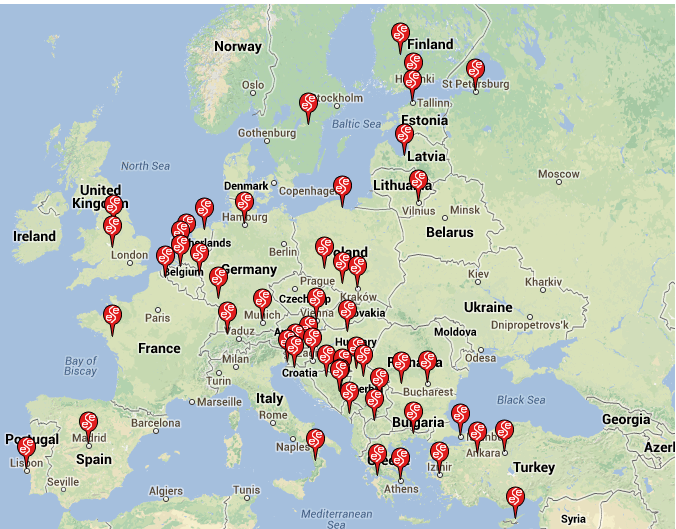 Norway
Finland
Oslo
Helsinki
St Petersburg
Stockholm
Tallinn
Estonia
Gothenburg
Baltic Sea
Latvia
North Sea
Moscow
Denmark
Copenhagen
Lithuania
United
Kingdom
Vilnius
Minsk
Hamburg
Belarus
Ireland
Netherlands
London
Berlin
Poland
Belgium
Germany
Prague
Kiev
Kharkiv
Czech Rep
Kraków
Paris
Munich
Vienna
Slovakia
Ukraine
Dnipropetrovs'k
Vaduz
Moldova
France
Hungary
Milan
Odesa
Bay of
Biscay
Turin
Croatia
Romania
Serbia
Bucharest
Marseille
Italy
Black Sea
Rome
Bulgaria
Georgia
Portugal
Madrid
Barcelona
Istanbul
Azerl
Naples
Ankara
Lisbon
Spain
Greece
Izmir
Turkey
Seville
Athens
Algiers
Tunis
Mediterranean
Sea
Syria